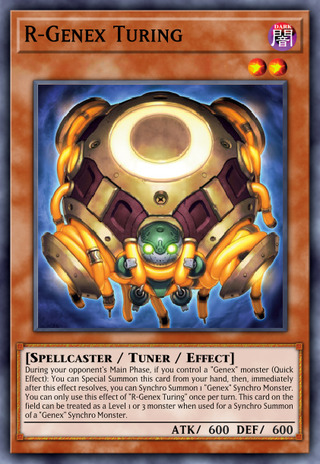 R-Genex Turing
DARK
闇
[Spellcaster / Tuner / Effect]
During your opponent's Main Phase, if you control a "Genex" monster (Quick
Effect): You can Special Summon this card from your hand, then, immediately
after this effect resolves, you can Synchro Summon 1 "Genex" Synchro Monster.
You can only use this effect of "R-Genex Turing" once per turn. This card on the
field can be treated as a Level 1 or 3 monster when used for a Synchro Summon
of a "Genex" Synchro Monster.
ATK/ 600 DEF/ 600